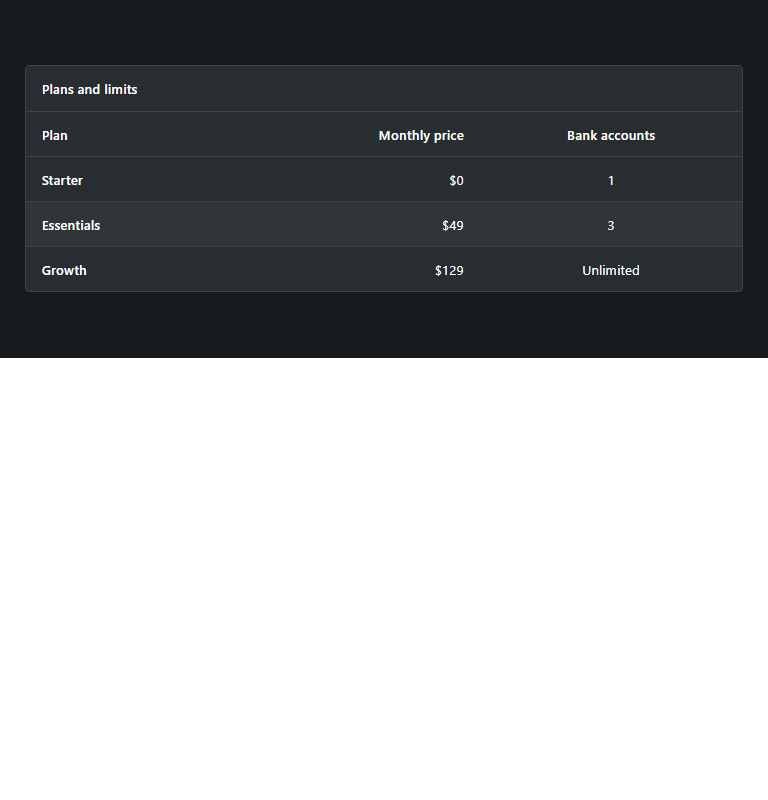 Plans and limits
Plan Monthly price Bank accounts
Starter $0 1
Essentials $49 3
Growth $129 Unlimited